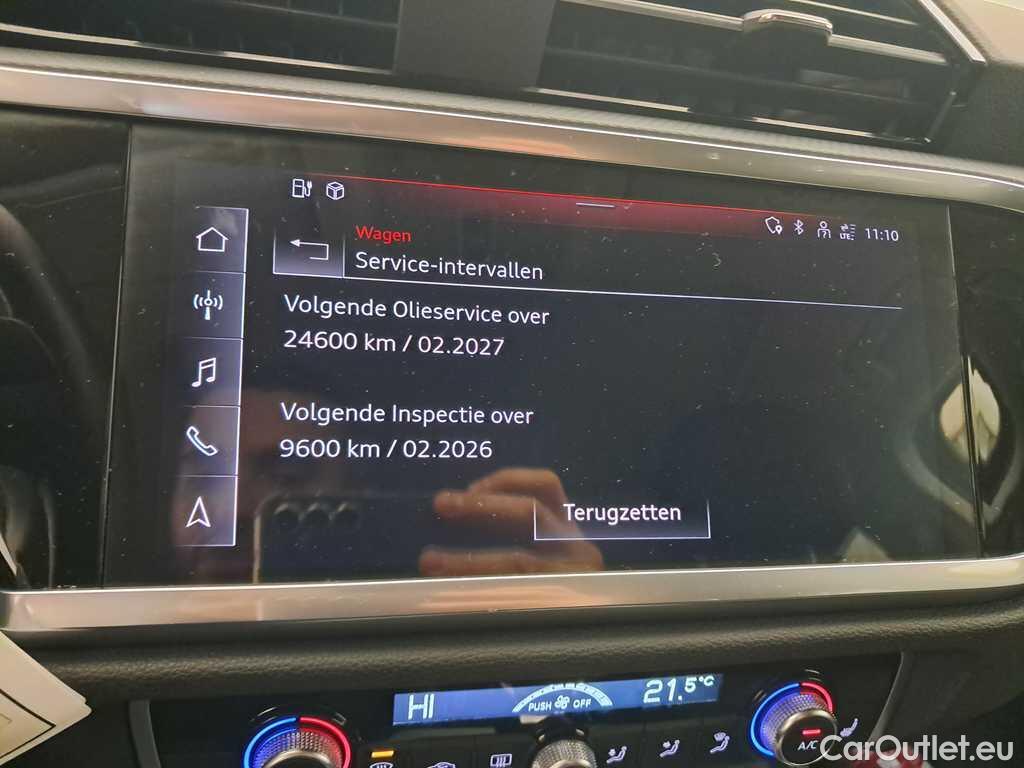 LTE 11:10
Wagen
Service-intervallen
Volgende Olieservice over
24600 km / 02.2027
Volgende Inspectie over
9600 km / 02.2026
Terugzetten
HI PUSH OFF 21.5°C
A/C
CarOutlet.eu